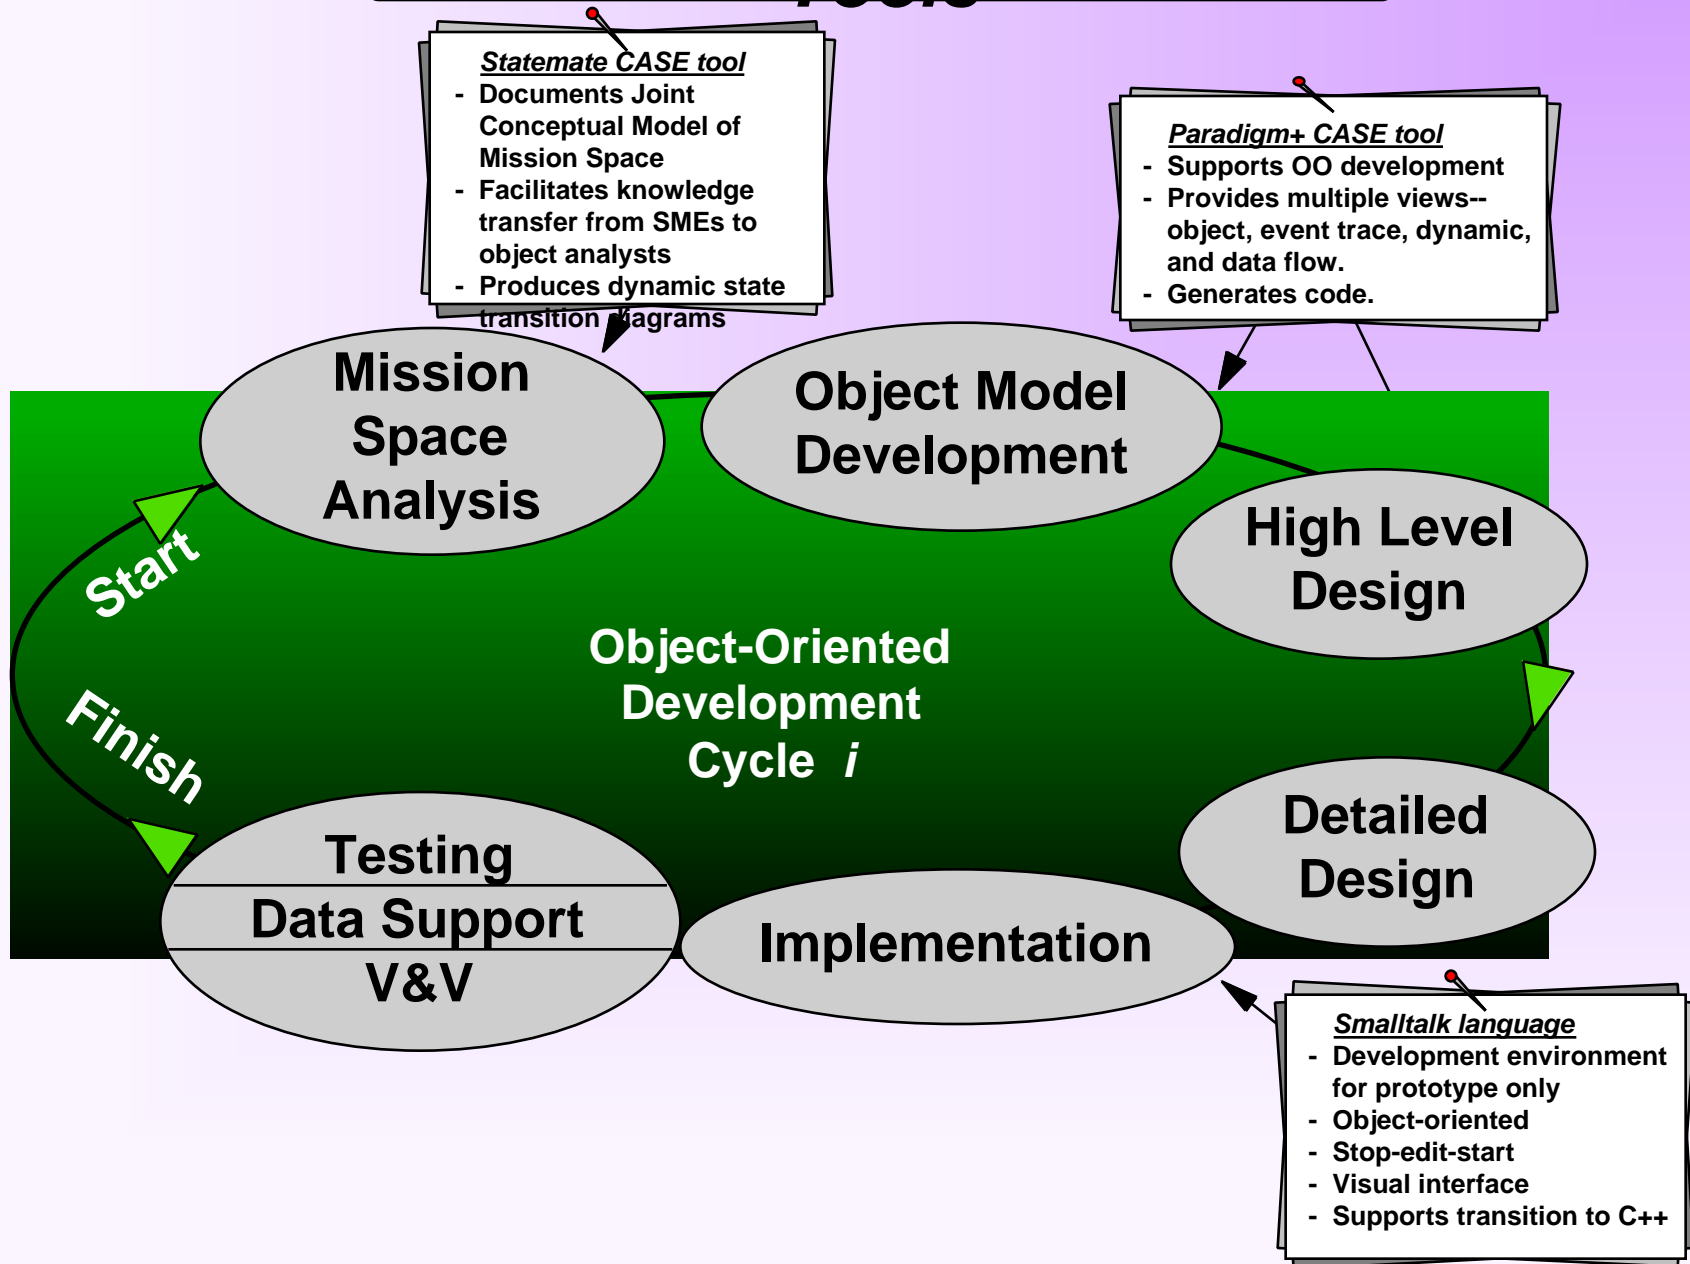 Tools
Statemate CASE tool
- Documents Joint
Conceptual Model of
Mission Space
- Facilitates knowledge
transfer from SMEs to
object analysts
- Produces dynamic state
transition diagrams
Paradigm+ CASE tool
- Supports OO development
- Provides multiple views--
object, event trace, dynamic,
and data flow.
- Generates code.
Mission
Space
Analysis
Object Model
Development
High Level
Design
Start
Object-Oriented
Development
Cycle i
Finish
Detailed
Design
Testing
Data Support
V&V
Implementation
Smalltalk language
- Development environment
for prototype only
- Object-oriented
- Stop-edit-start
- Visual interface
- Supports transition to C++